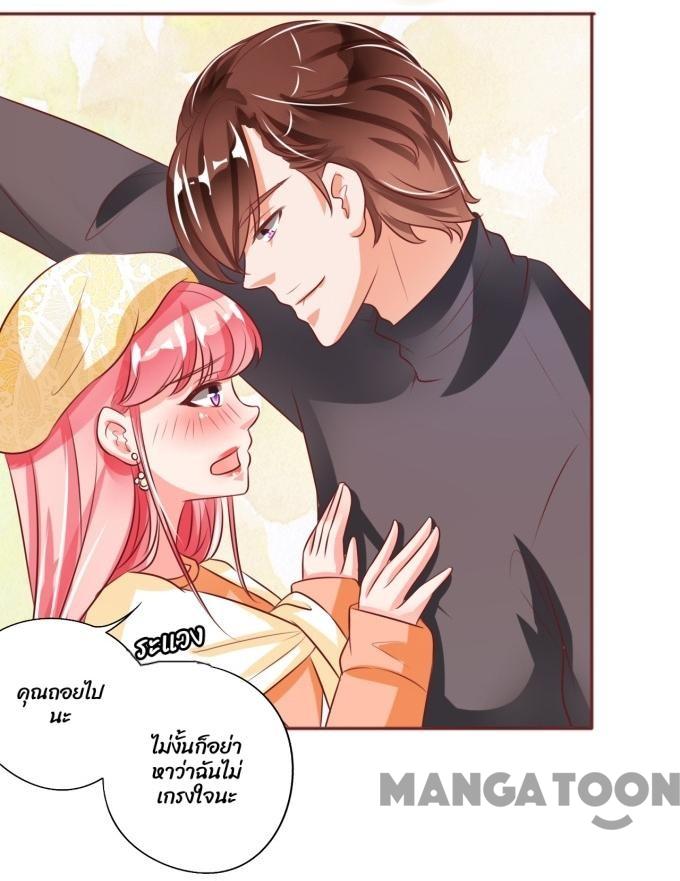 ระแวง
คุณถอยไป
นะ
ไม่งั้นก็อย่า
หาว่าฉันไม่
เกรงใจนะ
MANGATOON